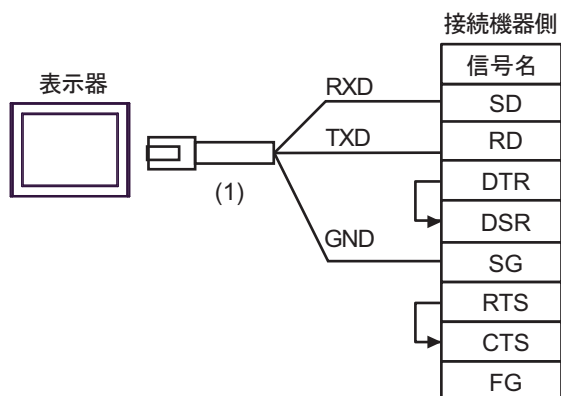 接続機器側
表示器
信号名
RXD
SD
TXD
RD
(1)
DTR
DSR
GND
SG
RTS
CTS
FG